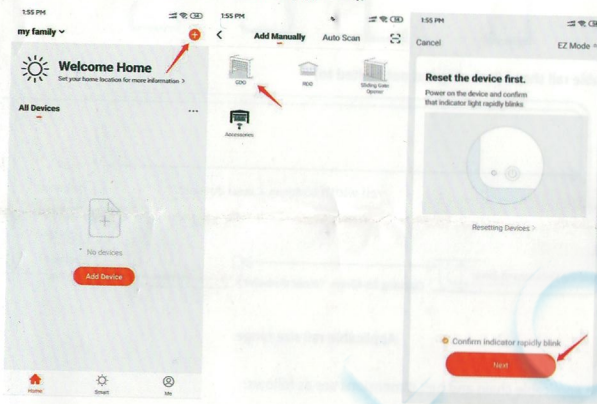 1:55 PM
my family
Welcome Home
Set your home location for more information >
All Devices
...
No devices
Add Device
Home
Smart
Me
1:55 PM
Add Manually
Auto Scan
GDO
RDO
Sliding Gate
Opener
Accessories
1:55 PM
Cancel
EZ Mode
Reset the device first.
Power on the device and confirm
that indicator light rapidly blinks
Resetting Devices >
Confirm indicator rapidly blink
Next